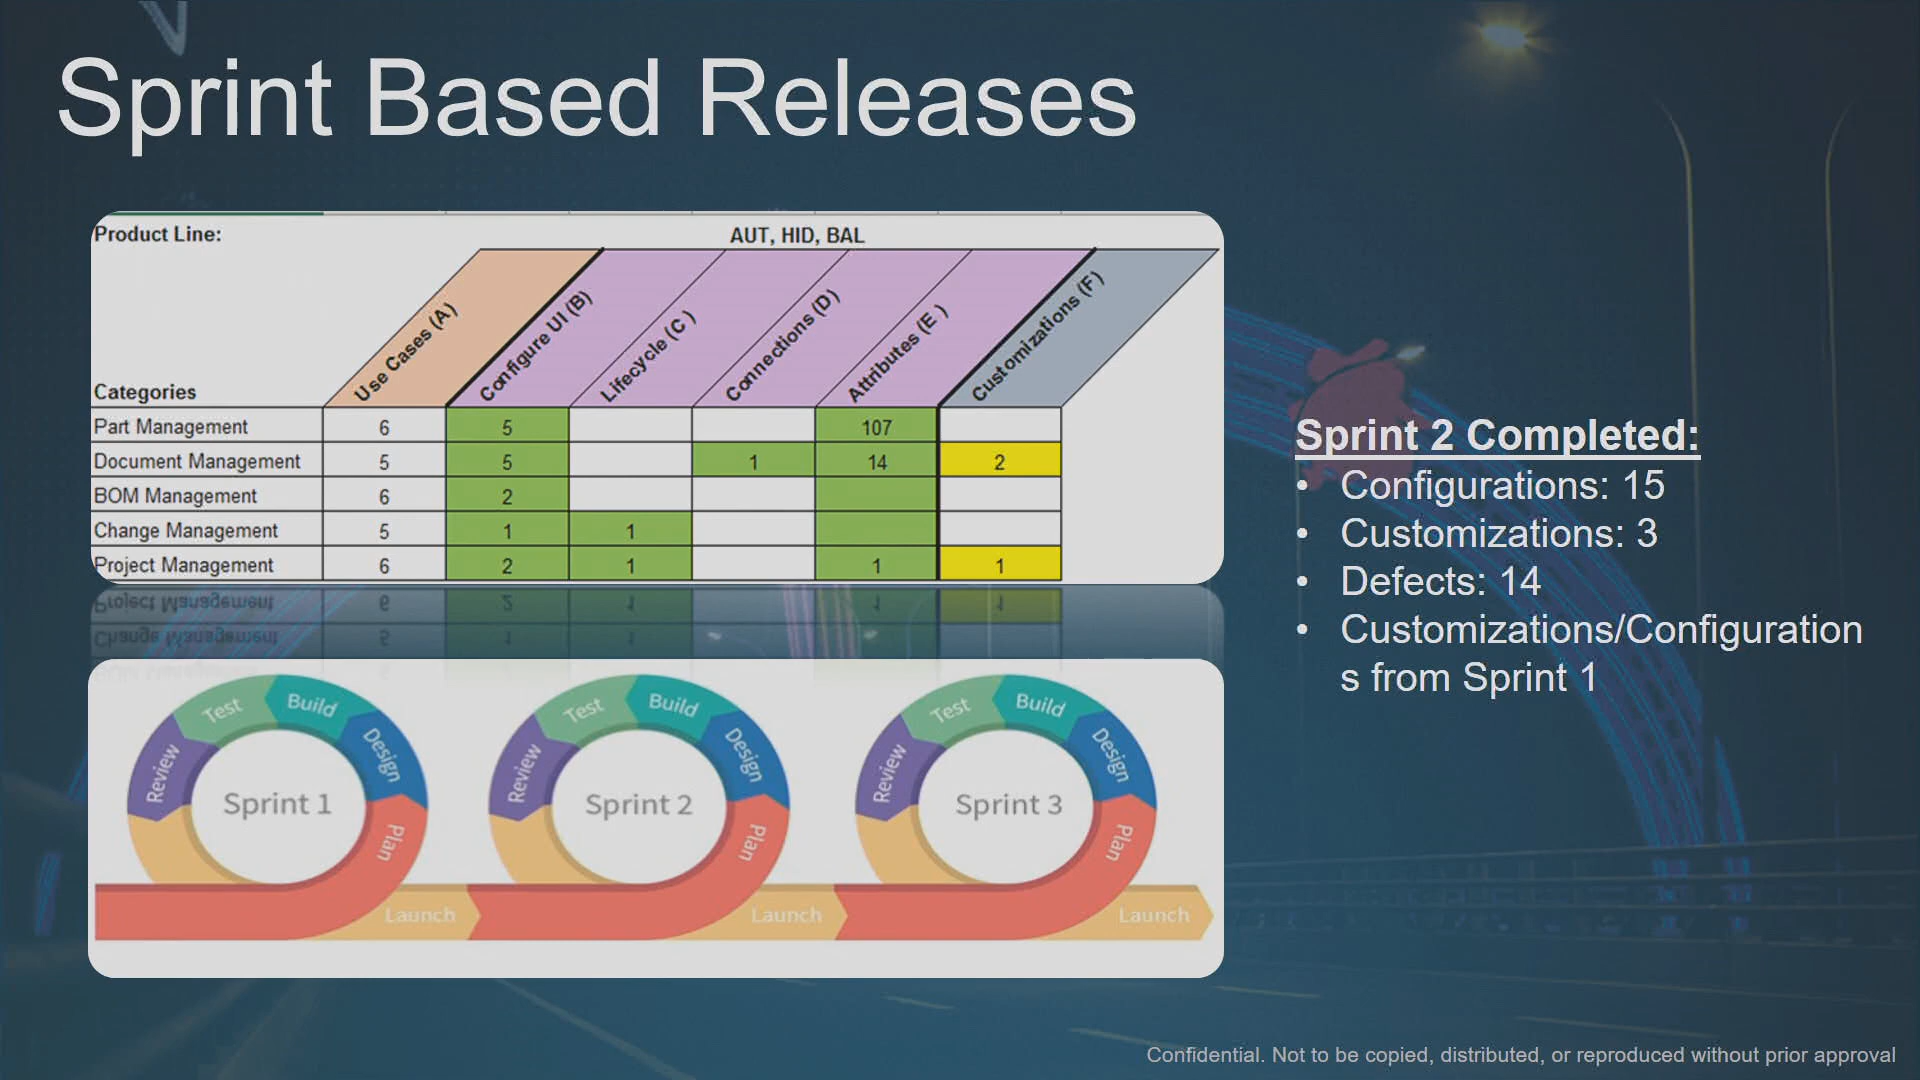 Sprint Based Releases
Product Line:
AUT, HID, BAL
Categories
Use Cases (A)
Configure UI (B)
Lifecycle (C )
Connections (D)
Attributes (E )
Customizations (F)
Part Management 6 5 107
Document Management 5 5 1 14 2
BOM Management 6 2
Change Management 5 1 1
Project Management 6 2 1 1 1
Sprint 2 Completed:
• Configurations: 15
• Customizations: 3
• Defects: 14
• Customizations/Configuration
s from Sprint 1
Test
Build
Design
Review
Sprint 1
Plan
Launch
Test
Build
Design
Review
Sprint 2
Plan
Launch
Test
Build
Design
Review
Sprint 3
Plan
Launch
Confidential. Not to be copied, distributed, or reproduced without prior approval